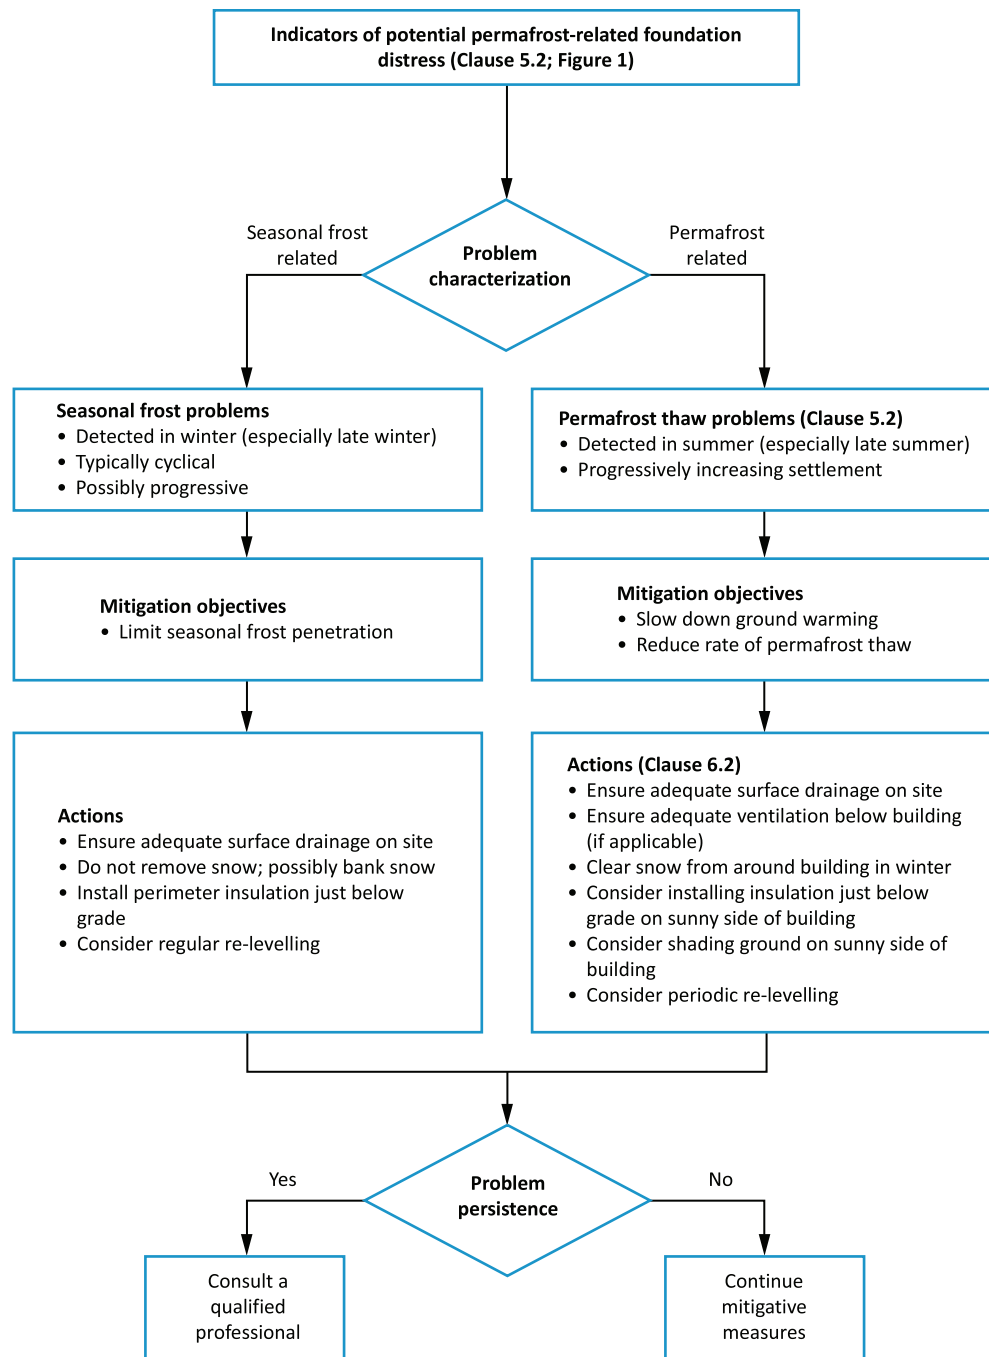 Indicators of potential permafrost-related foundation
distress (Clause 5.2; Figure 1)
Seasonal frost
related
Problem
characterization
Permafrost
related
Seasonal frost problems
• Detected in winter (especially late winter)
• Typically cyclical
• Possibly progressive
Permafrost thaw problems (Clause 5.2)
• Detected in summer (especially late summer)
• Progressively increasing settlement
Mitigation objectives
• Limit seasonal frost penetration
Mitigation objectives
• Slow down ground warming
• Reduce rate of permafrost thaw
Actions
• Ensure adequate surface drainage on site
• Do not remove snow; possibly bank snow
• Install perimeter insulation just below
grade
• Consider regular re-levelling
Actions (Clause 6.2)
• Ensure adequate surface drainage on site
• Ensure adequate ventilation below building
(if applicable)
• Clear snow from around building in winter
• Consider installing insulation just below
grade on sunny side of building
• Consider shading ground on sunny side of
building
• Consider periodic re-levelling
Yes
Problem
persistence
No
Consult a
qualified
professional
Continue
mitigative
measures